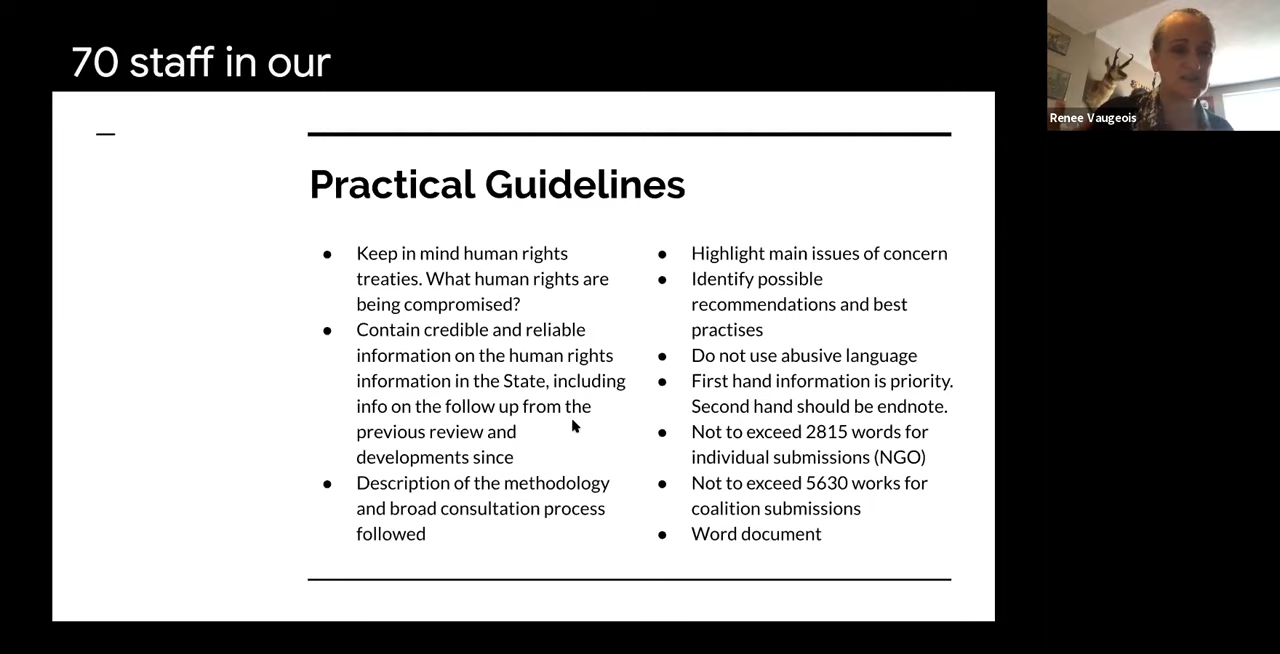 70 staff in our
Renee Vaugeois
Practical Guidelines
● Keep in mind human rights
treaties. What human rights are
being compromised?
● Contain credible and reliable
information on the human rights
information in the State, including
info on the follow up from the
previous review and
developments since
● Description of the methodology
and broad consultation process
followed
● Highlight main issues of concern
● Identify possible
recommendations and best
practises
● Do not use abusive language
● First hand information is priority.
Second hand should be endnote.
● Not to exceed 2815 words for
individual submissions (NGO)
● Not to exceed 5630 works for
coalition submissions
● Word document